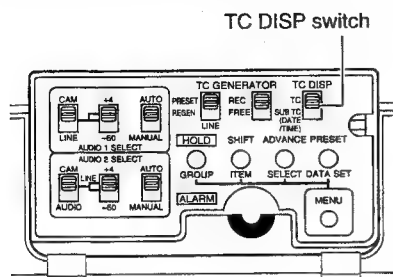 TC DISP switch
TC GENERATOR TC DISP
CAM +4 AUTO
PRESET REC TC
REGEN FREE SUB TC
(DATE
/TIME)
LINE -60 MANUAL LINE
AUDIO 1 SELECT
HOLD SHIFT ADVANCE PRESET
AUDIO 2 SELECT
CAM LINE +4 AUTO
GROUP ITEM SELECT DATA SET
AUDIO -60 MANUAL
ALARM MENU